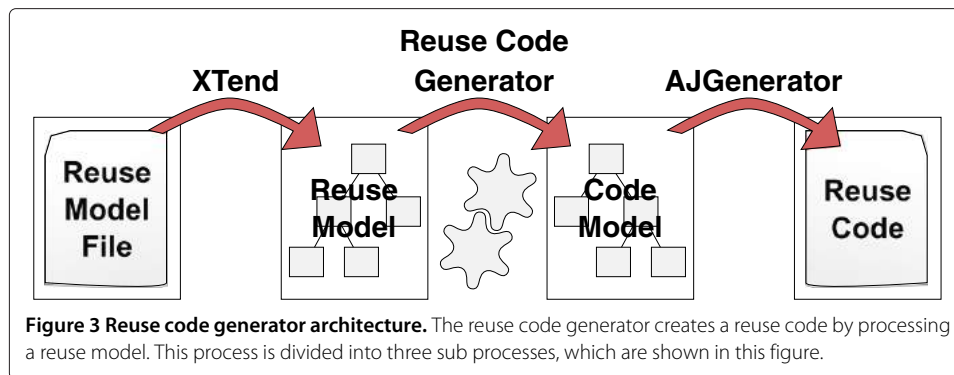 Reuse Code
XTend
Generator
AJGenerator
Reuse
Model
File
Reuse
Model
Code
Model
Reuse
Code
Figure 3 Reuse code generator architecture. The reuse code generator creates a reuse code by processing
a reuse model. This process is divided into three sub processes, which are shown in this figure.